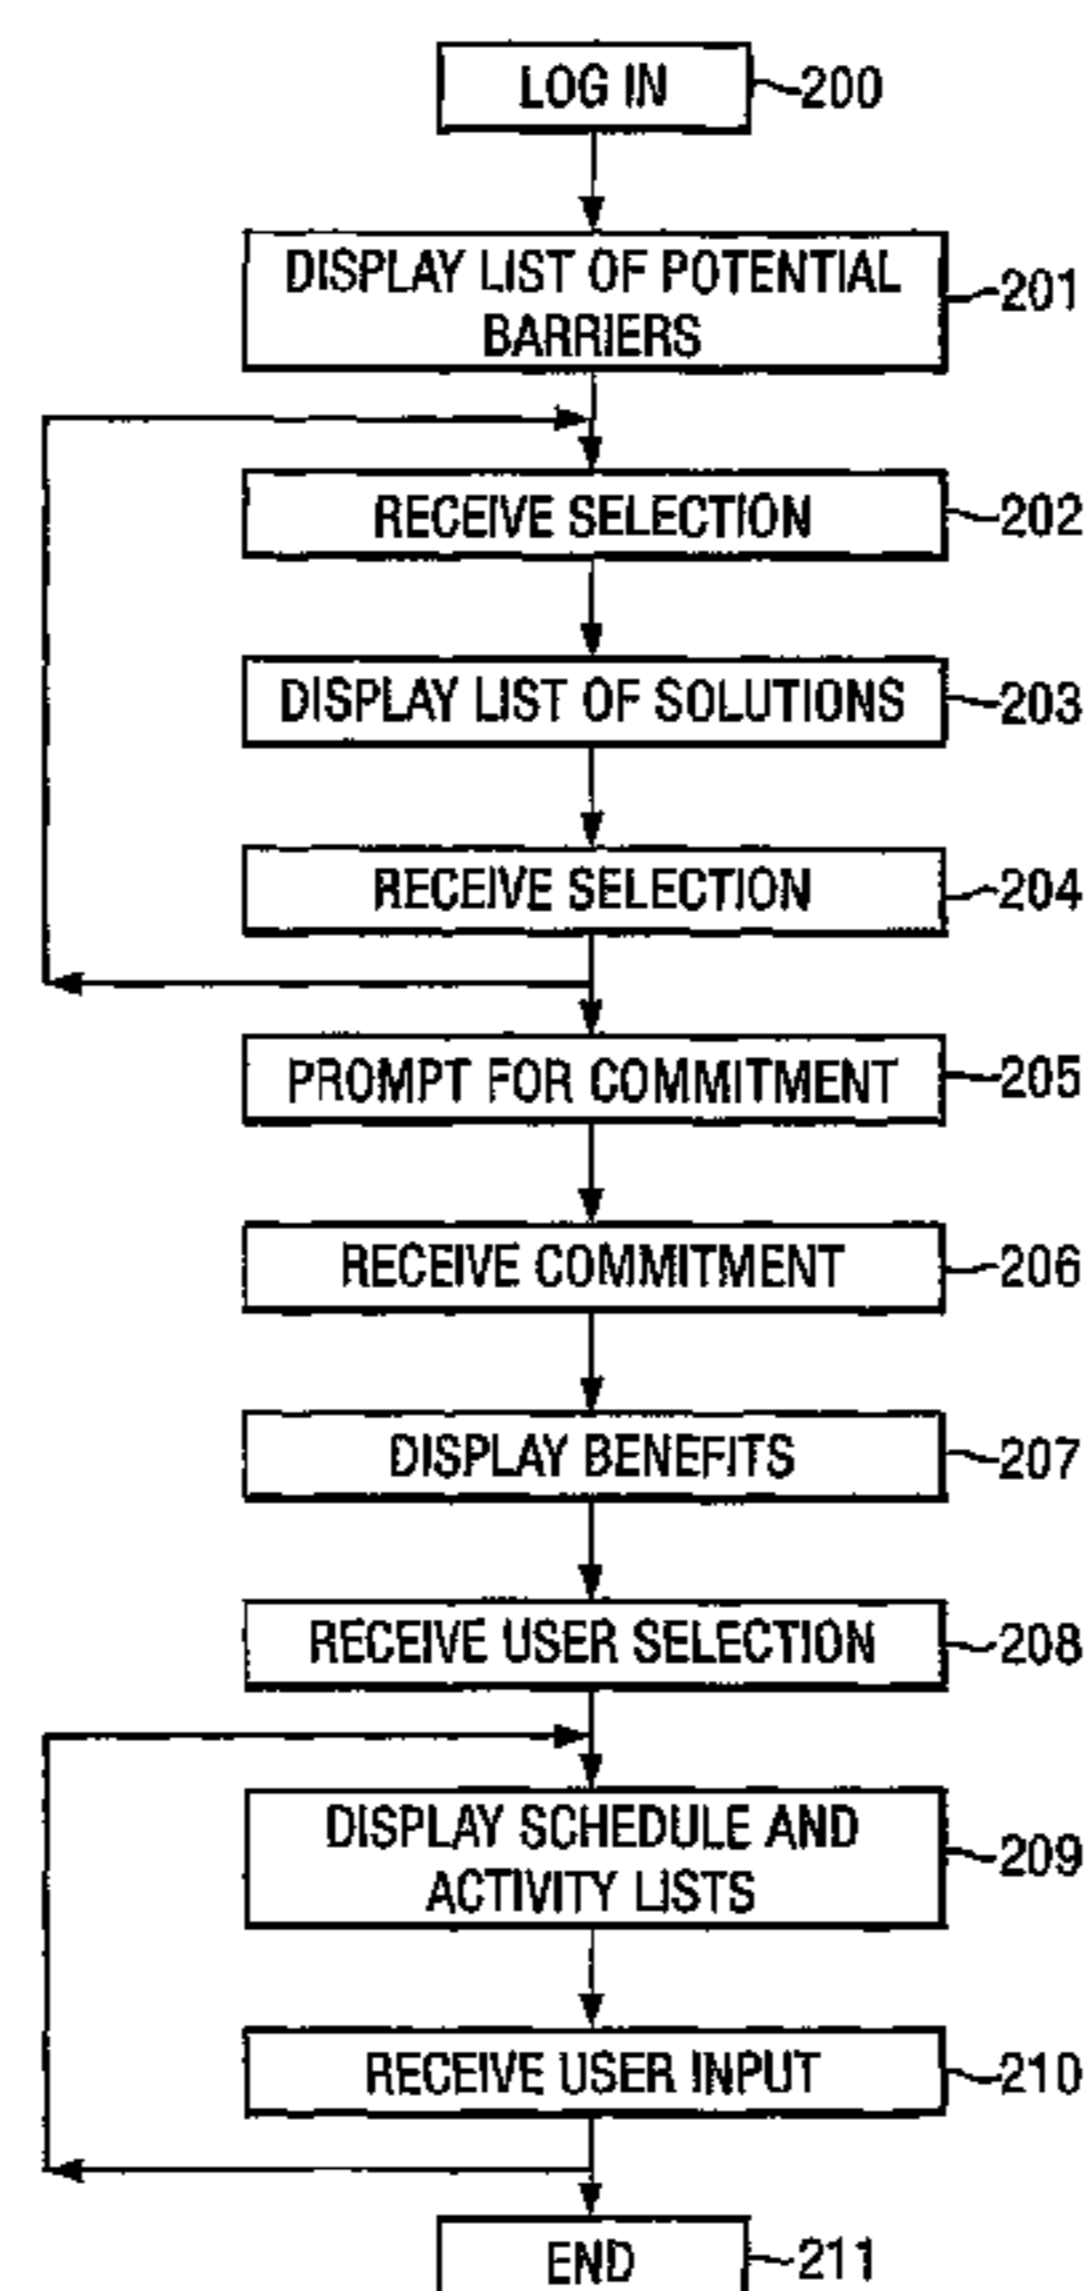 LOG IN 200
DISPLAY LIST OF POTENTIAL
BARRIERS
201
RECEIVE SELECTION 202
DISPLAY LIST OF SOLUTIONS 203
RECEIVE SELECTION 204
PROMPT FOR COMMITMENT 205
RECEIVE COMMITMENT 206
DISPLAY BENEFITS 207
RECEIVE USER SELECTION 208
DISPLAY SCHEDULE AND
ACTIVITY LISTS
209
RECEIVE USER INPUT 210
END 211